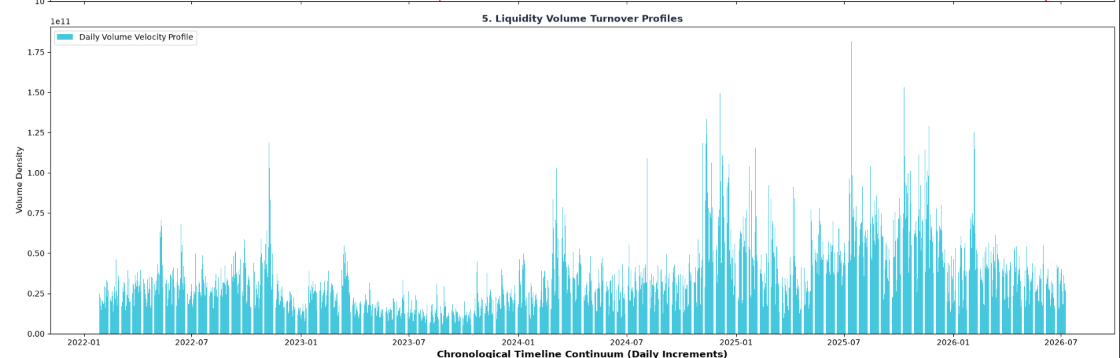 10
5. Liquidity Volume Turnover Profiles
1e11
Daily Volume Velocity Profile
1.75
1.50
1.25
1.00
0.75
0.50
0.25
0.00
Volume Density
2022-01 2022-07 2023-01 2023-07 2024-01 2024-07 2025-01 2025-07 2026-01 2026-07
Chronological Timeline Continuum (Daily Increments)